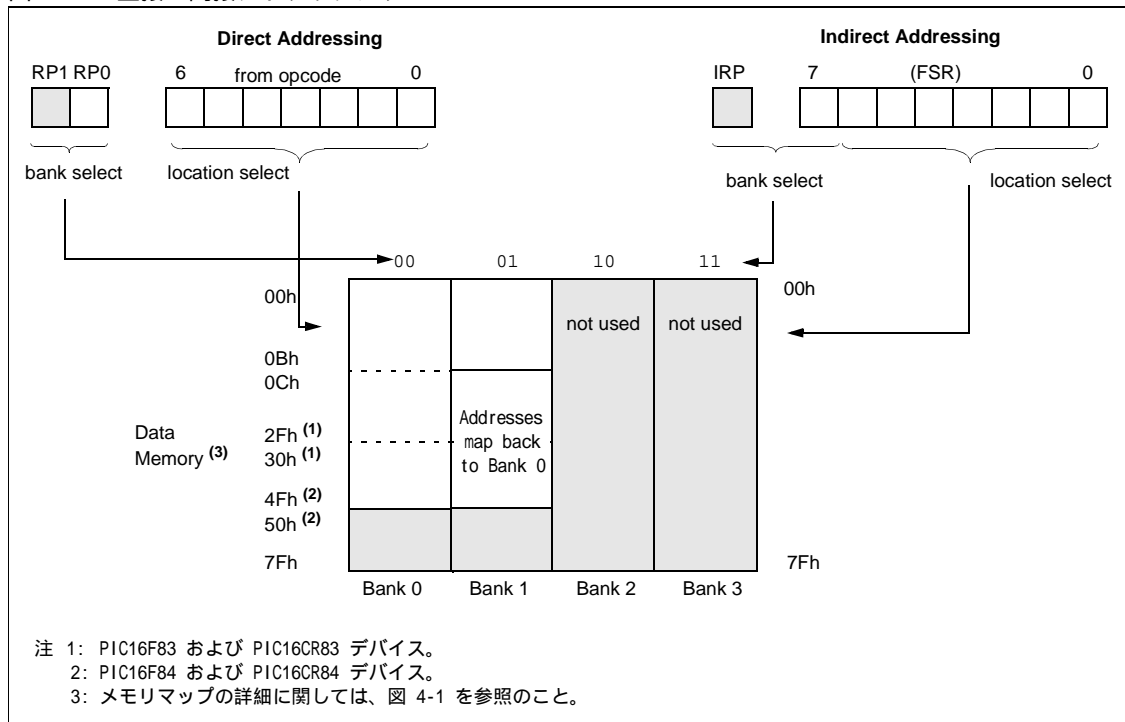 Direct Addressing
Indirect Addressing
RP1 RP0 6 from opcode 0
IRP 7 (FSR) 0
bank select location select
bank select location select
00 01 10 11
00h
00h
not used not used
0Bh
0Ch
Addresses
map back
to Bank 0
Data
Memory (3)
2Fh (1)
30h (1)
4Fh (2)
50h (2)
7Fh
7Fh
Bank 0 Bank 1 Bank 2 Bank 3
注 1: PIC16F83 および PIC16CR83 デバイス。
2: PIC16F84 および PIC16CR84 デバイス。
3: メモリマップの詳細に関しては、図 4-1 を参照のこと。